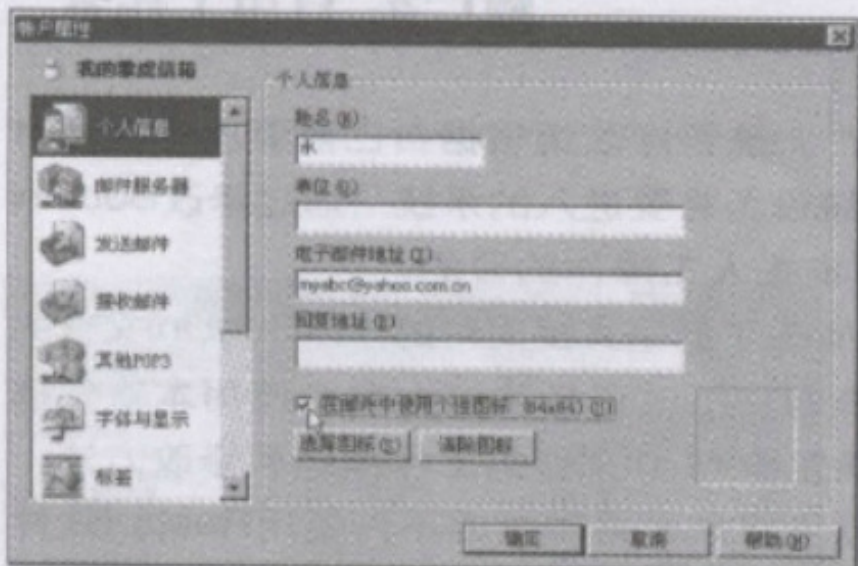 帐户属性
我的雅虎信箱
个人信息
邮件服务器
发送邮件
接收邮件
其他POP3
字体与显示
标签
个人信息
姓名
单位
电子邮件地址
myabc@yahoo.com.cn
回复地址
在邮件中使用个性图标 (64x64)
选择图标
清除图标
确定
取消
帮助(H)